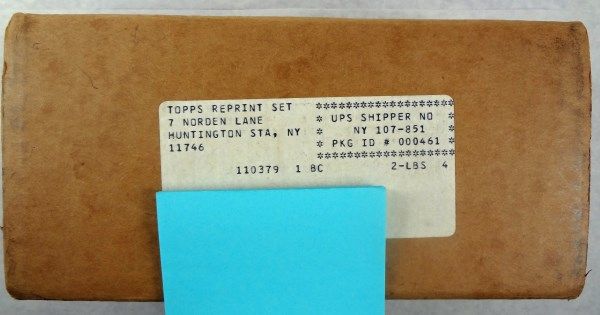 TOPPS REPRINT SET
7 NORDEN LANE
HUNTINGTON STA, NY
11746
********************
* UPS SHIPPER NO *
* NY 107-851 *
* PKG ID # 000461 *
********************
110379 1 BC 2-LBS 4